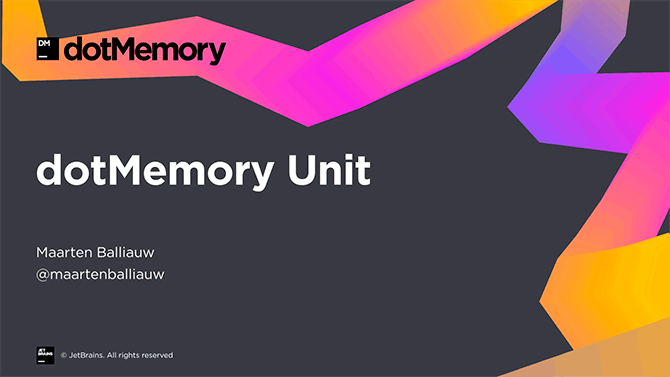 DM
dotMemory
dotMemory Unit
Maarten Balliauw
@maartenballiauw
JET
BRAINS
© JetBrains. All rights reserved